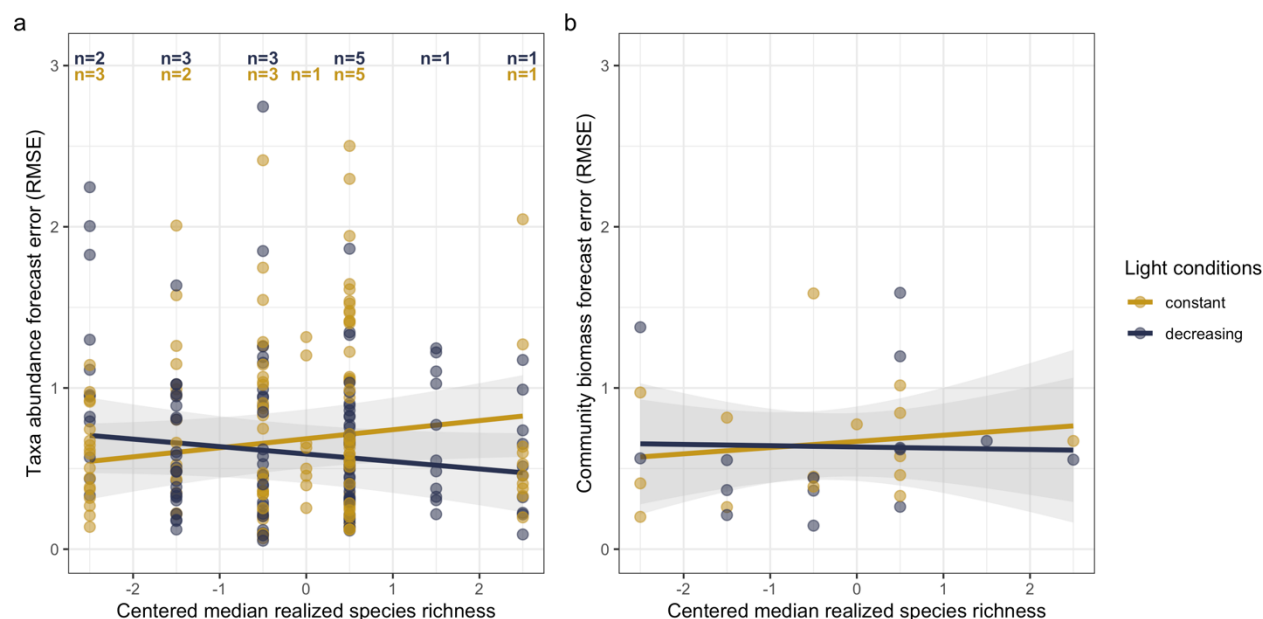 a
n=2 n=3 n=3 n=5 n=1 n=1
n=3 n=2 n=3 n=1 n=5 n=1
Taxa abundance forecast error (RMSE)
3
2
1
0
-2 -1 0 1 2
Centered median realized species richness
b
Community biomass forecast error (RMSE)
3
2
1
0
-2 -1 0 1 2
Centered median realized species richness
Light conditions
constant
decreasing